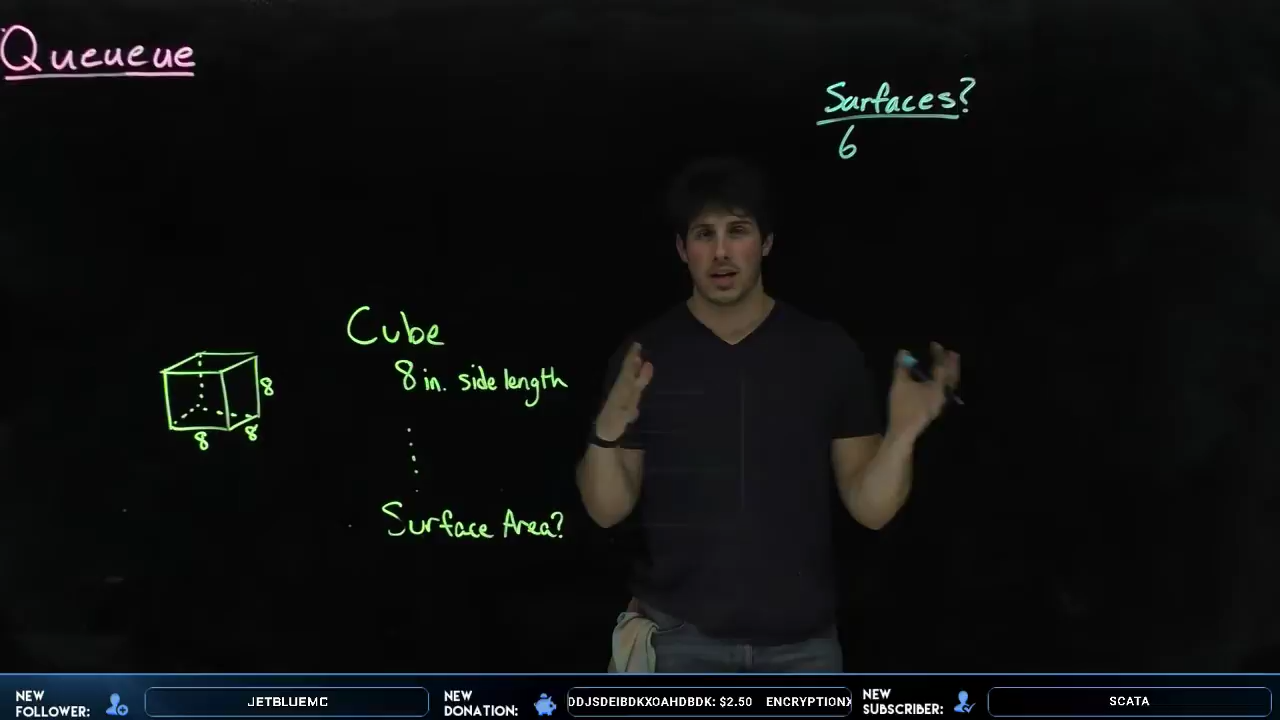 Queueue
Surfaces?
6
Cube
8 in. side length
8
8
8
Surface Area?
NEW FOLLOWER:
JETBLUEMC
NEW DONATION:
DDJSDEIBDKXOAHDBDK: $2.50 ENCRYPTIONX
NEW SUBSCRIBER:
SCATA